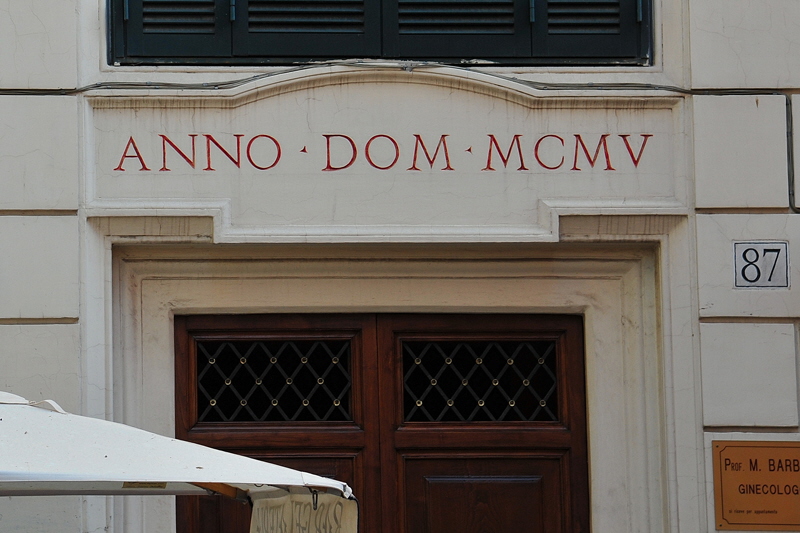 ANNO · DOM · MCMV
87
PROF. M. BARB
GINECOLOG